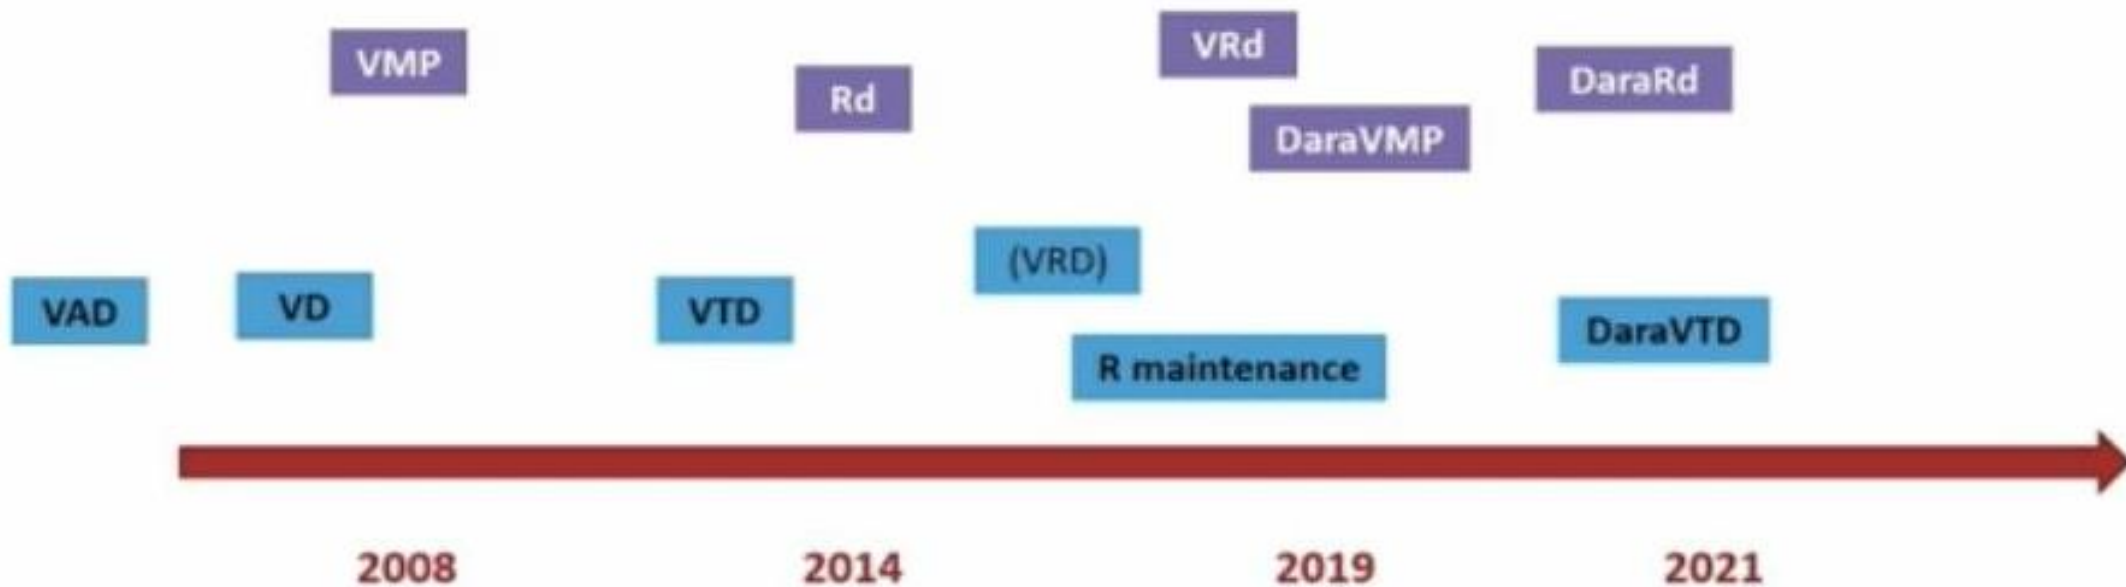 VMP
Rd
VRd
DaraVMP
DaraRd
VAD
VD
VTD
(VRD)
R maintenance
DaraVTD
2008
2014
2019
2021